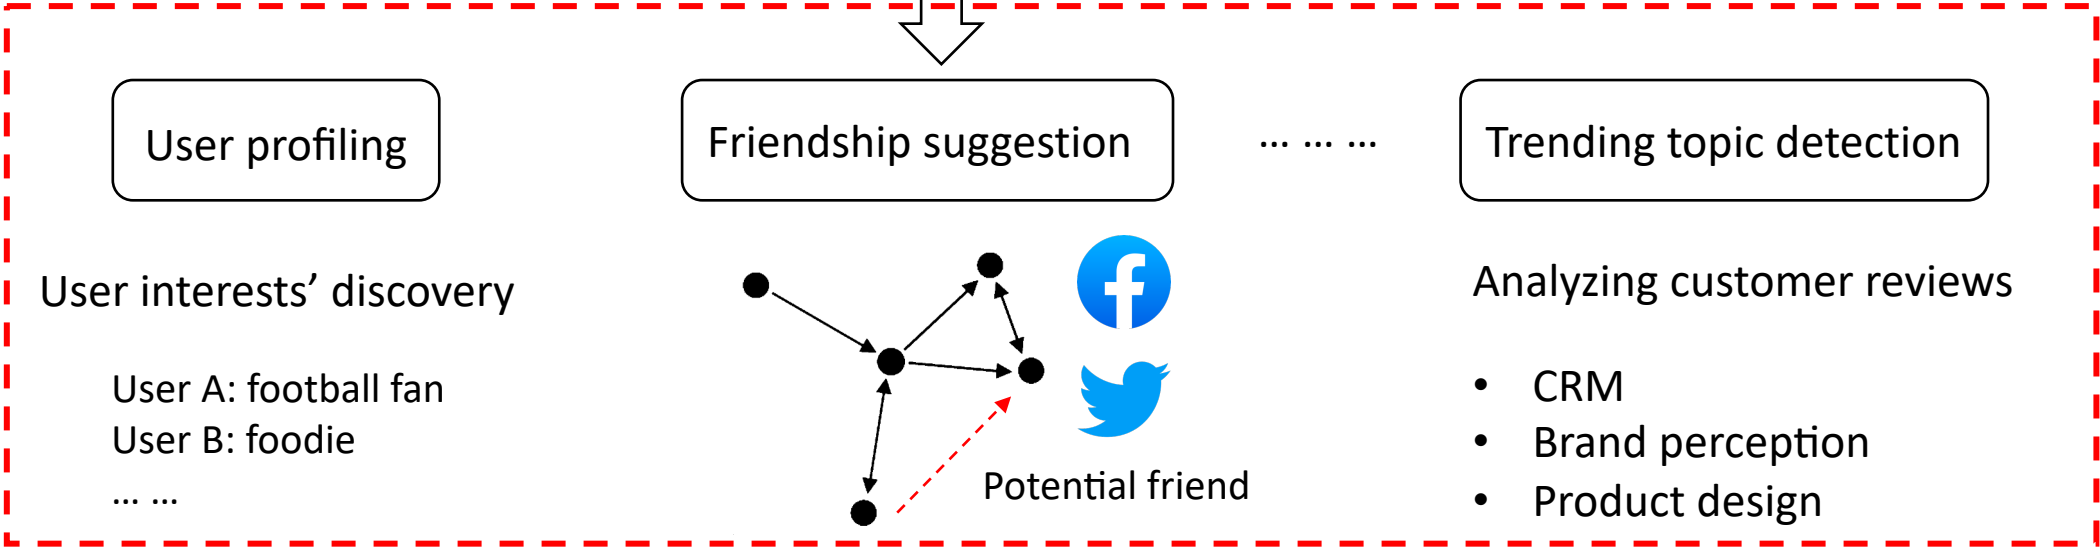 User profiling
Friendship suggestion
... ... ...
Trending topic detection
User interests’ discovery
User A: football fan
User B: foodie
... ...
Potential friend
Analyzing customer reviews
• CRM
• Brand perception
• Product design